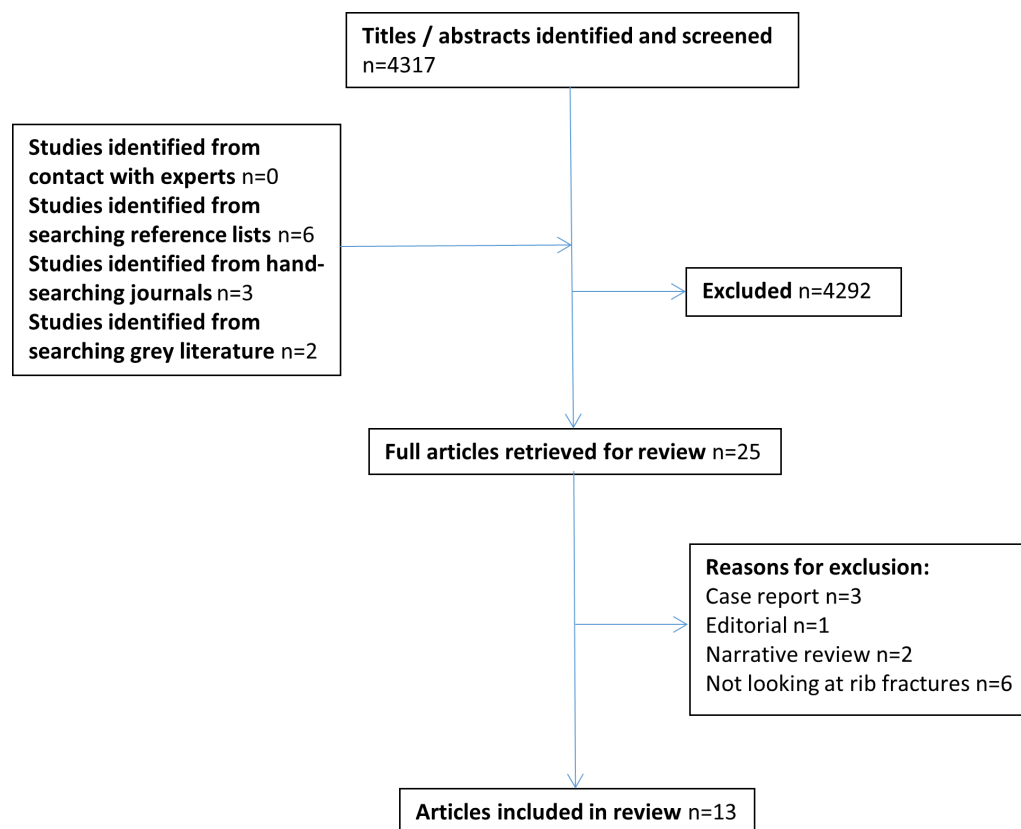 Titles / abstracts identified and screened
n=4317
Studies identified from
contact with experts n=0
Studies identified from
searching reference lists n=6
Studies identified from hand-
searching journals n=3
Studies identified from
searching grey literature n=2
Excluded n=4292
Full articles retrieved for review n=25
Reasons for exclusion:
Case report n=3
Editorial n=1
Narrative review n=2
Not looking at rib fractures n=6
Articles included in review n=13